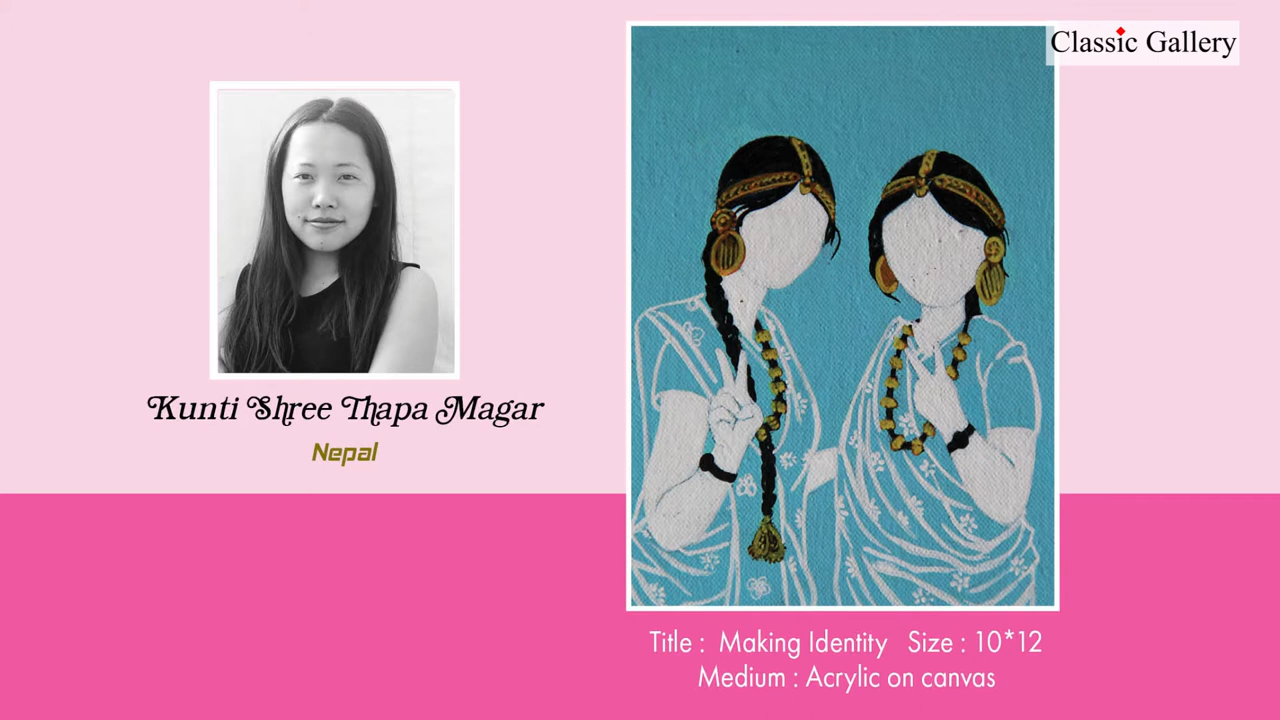 Classic Gallery
Kunti Shree Thapa Magar
Nepal
Title : Making Identity Size : 10*12
Medium : Acrylic on canvas